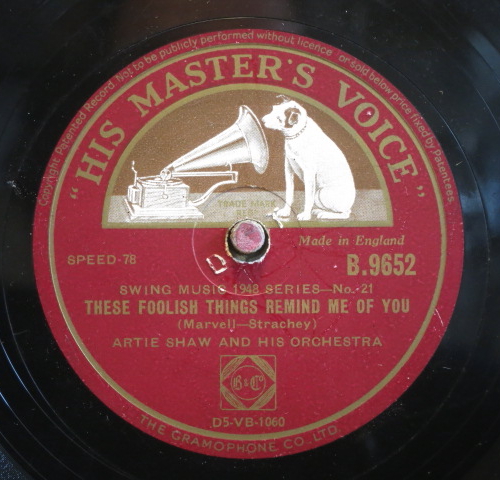 Copyright Patented Record. Not to be publicly performed without licence or sold below price fixed by Patentees.
"HIS MASTER'S VOICE"
TRADE MARK
Made in England
SPEED-78
B.9652
SWING MUSIC 1948 SERIES—No. 21
THESE FOOLISH THINGS REMIND ME OF YOU
(Marvell—Strachey)
ARTIE SHAW AND HIS ORCHESTRA
D5-VB-1060
THE GRAMOPHONE CO., LTD.